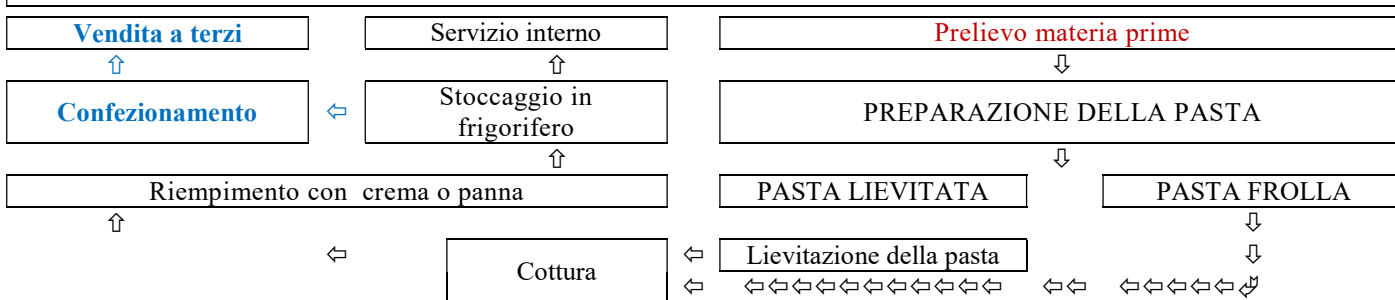 Vendita a terzi
Servizio interno
Prelievo materia prime
⇧ ⇧ ⇩
Confezionamento
⇦
Stoccaggio in
frigorifero
PREPARAZIONE DELLA PASTA
⇧ ⇩
Riempimento con crema o panna
PASTA LIEVITATA
PASTA FROLLA
⇧ ⇩
⇦
Cottura
⇦
Lievitazione della pasta
⇩
⇦ ⇦⇦⇦⇦⇦⇦⇦⇦⇦⇦⇦ ⇦⇦ ⇦⇦⇦⇦⇦